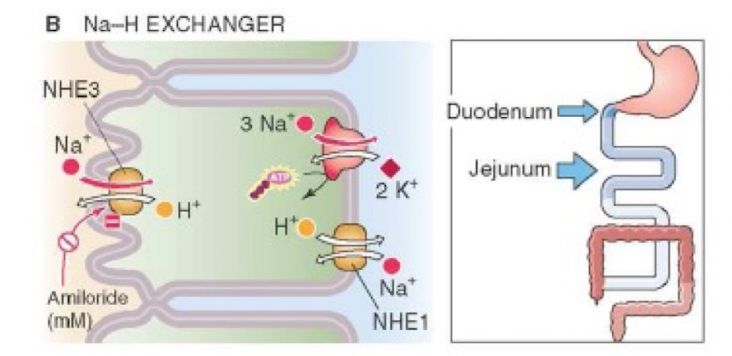 B Na–H EXCHANGER
NHE3
Na⁺
H⁺
Amiloride
(mM)
3 Na⁺
ATP
2 K⁺
H⁺
Na⁺
NHE1
Duodenum
Jejunum